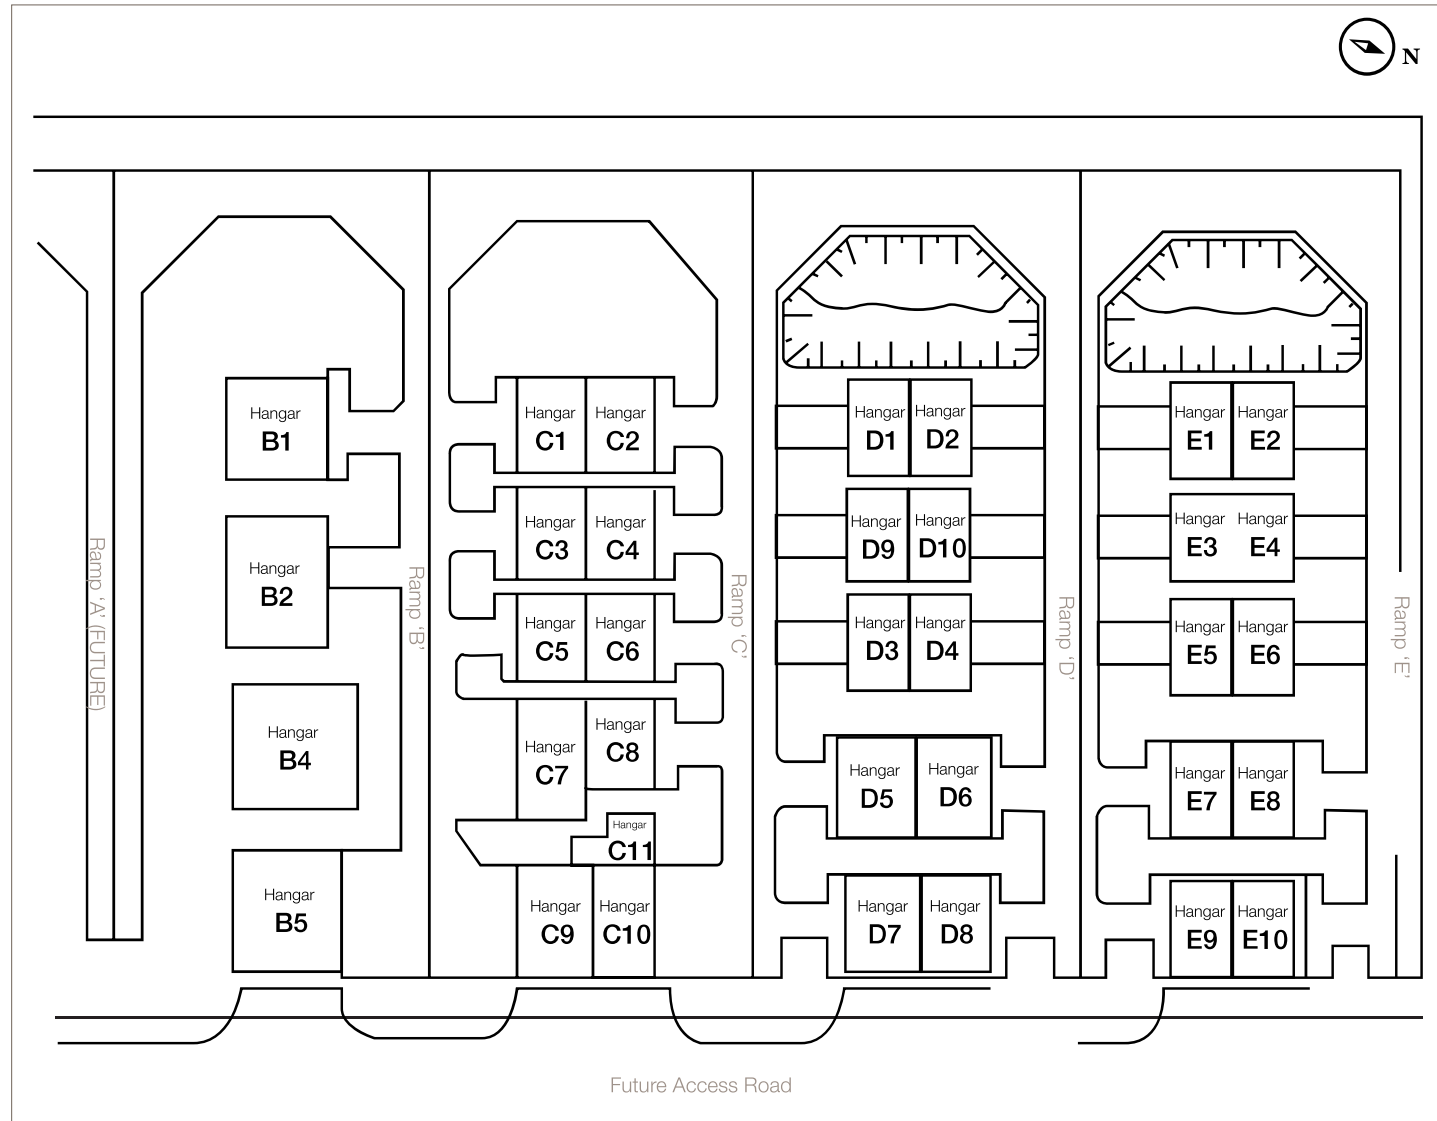 N
Ramp ‘A’ (FUTURE)
Hangar
B1
Hangar
B2
Hangar
B4
Hangar
B5
Ramp ‘B’
Hangar
C1
Hangar
C2
Hangar
C3
Hangar
C4
Hangar
C5
Hangar
C6
Hangar
C7
Hangar
C8
Hangar
C11
Hangar
C9
Hangar
C10
Ramp ‘C’
Hangar
D1
Hangar
D2
Hangar
D9
Hangar
D10
Hangar
D3
Hangar
D4
Hangar
D5
Hangar
D6
Hangar
D7
Hangar
D8
Ramp ‘D’
Hangar
E1
Hangar
E2
Hangar
E3
Hangar
E4
Hangar
E5
Hangar
E6
Hangar
E7
Hangar
E8
Hangar
E9
Hangar
E10
Ramp ‘E’
Future Access Road